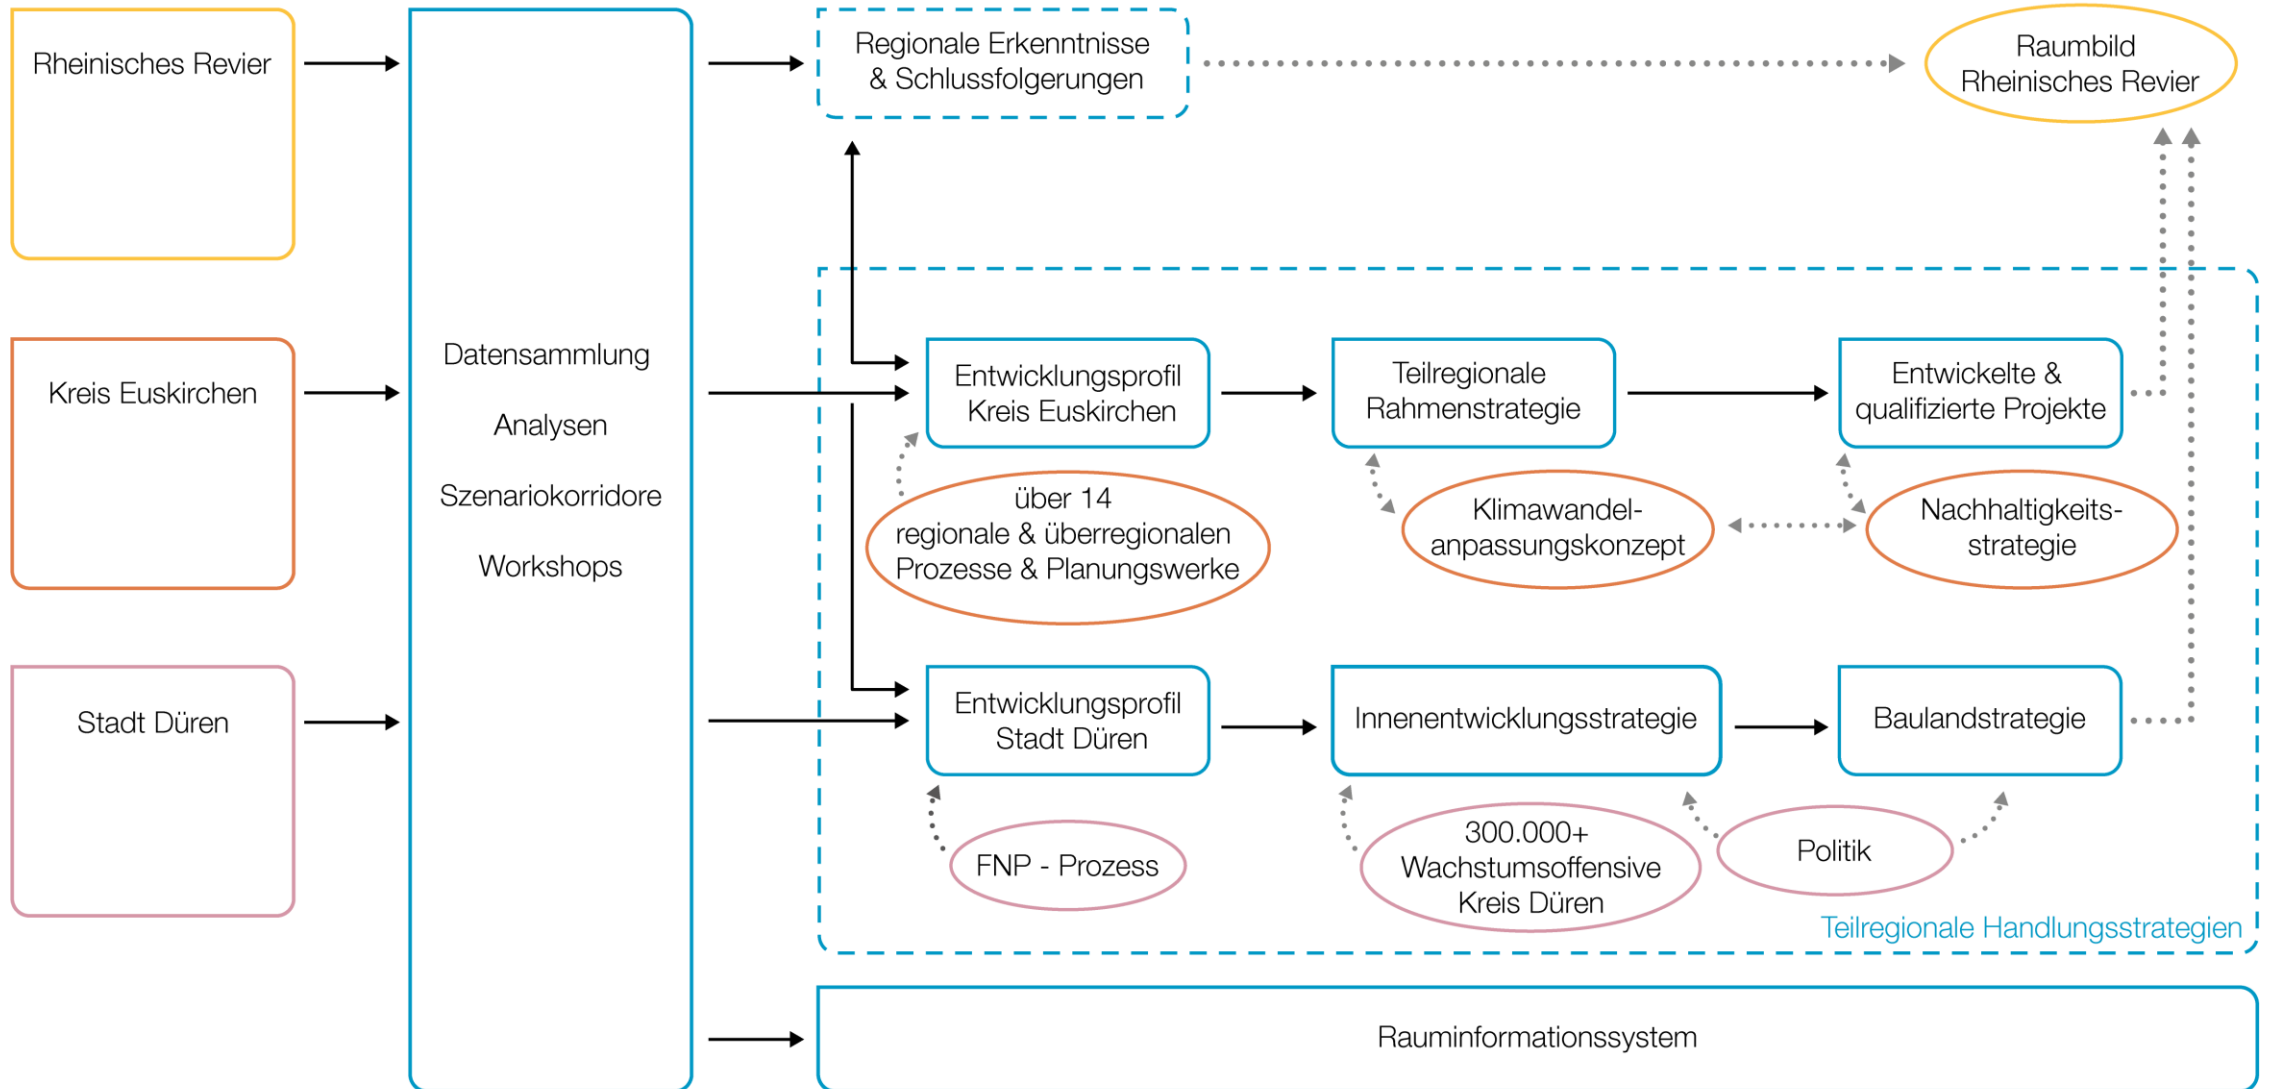 Rheinisches Revier
Kreis Euskirchen
Stadt Düren
Datensammlung
Analysen
Szenariokorridore
Workshops
Regionale Erkenntnisse
& Schlussfolgerungen
Raumbild
Rheinisches Revier
Entwicklungsprofil
Kreis Euskirchen
Teilregionale
Rahmenstrategie
Entwickelte &
qualifizierte Projekte
über 14
regionale & überregionalen
Prozesse & Planungswerke
Klimawandel-
anpassungskonzept
Nachhaltigkeits-
strategie
Entwicklungsprofil
Stadt Düren
Innenentwicklungsstrategie
Baulandstrategie
FNP - Prozess
300.000+
Wachstumsoffensive
Kreis Düren
Politik
Teilregionale Handlungsstrategien
Rauminformationssystem